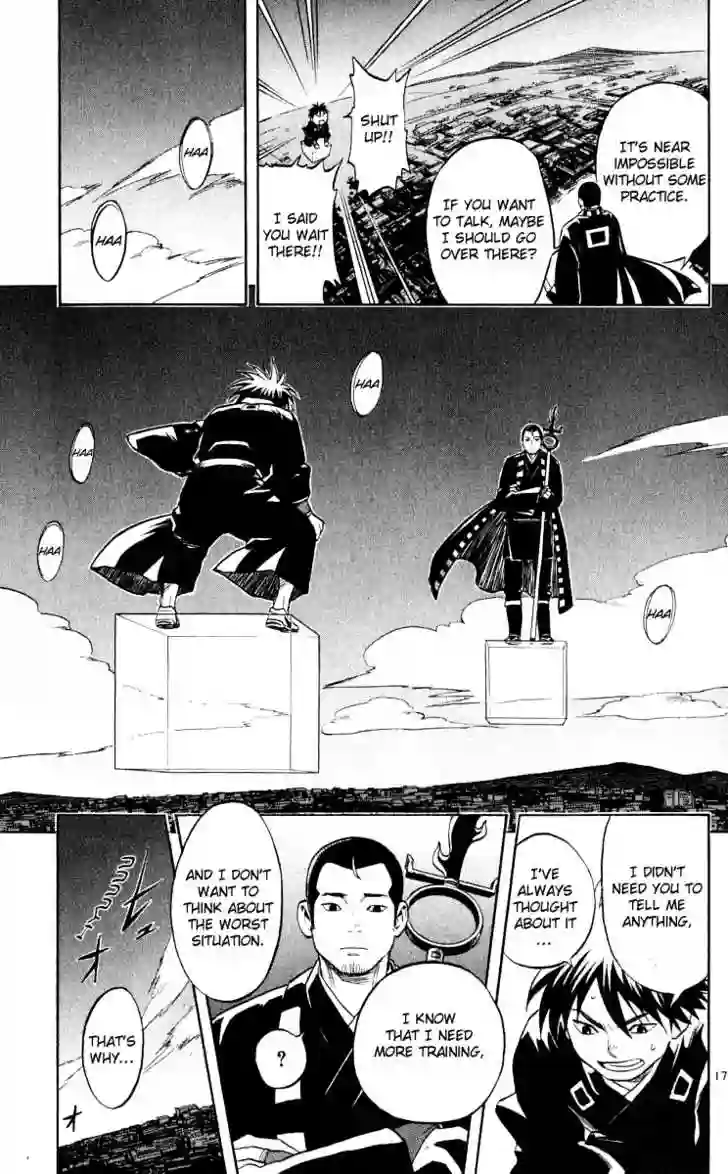 IT'S NEAR
IMPOSSIBLE
WITHOUT SOME
PRACTICE.
IF YOU WANT
TO TALK, MAYBE
I SHOULD GO
OVER THERE?
SHUT
UP!!
I SAID
YOU WAIT
THERE!!
HAA
HAA
HAA
HAA
HAA
HAA
I DIDN'T
NEED YOU TO
TELL ME
ANYTHING,
I'VE
ALWAYS
THOUGHT
ABOUT IT
...
I KNOW
THAT I NEED
MORE TRAINING,
AND I DON'T
WANT TO
THINK ABOUT
THE WORST
SITUATION.
?
THAT'S
WHY...
17